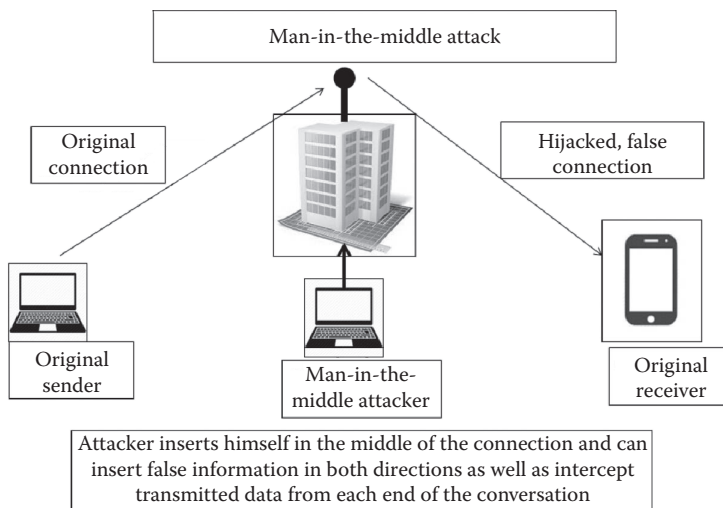 Man-in-the-middle attack
Original
connection
Hijacked, false
connection
Original
sender
Man-in-the-
middle attacker
Original
receiver
Attacker inserts himself in the middle of the connection and can
insert false information in both directions as well as intercept
transmitted data from each end of the conversation